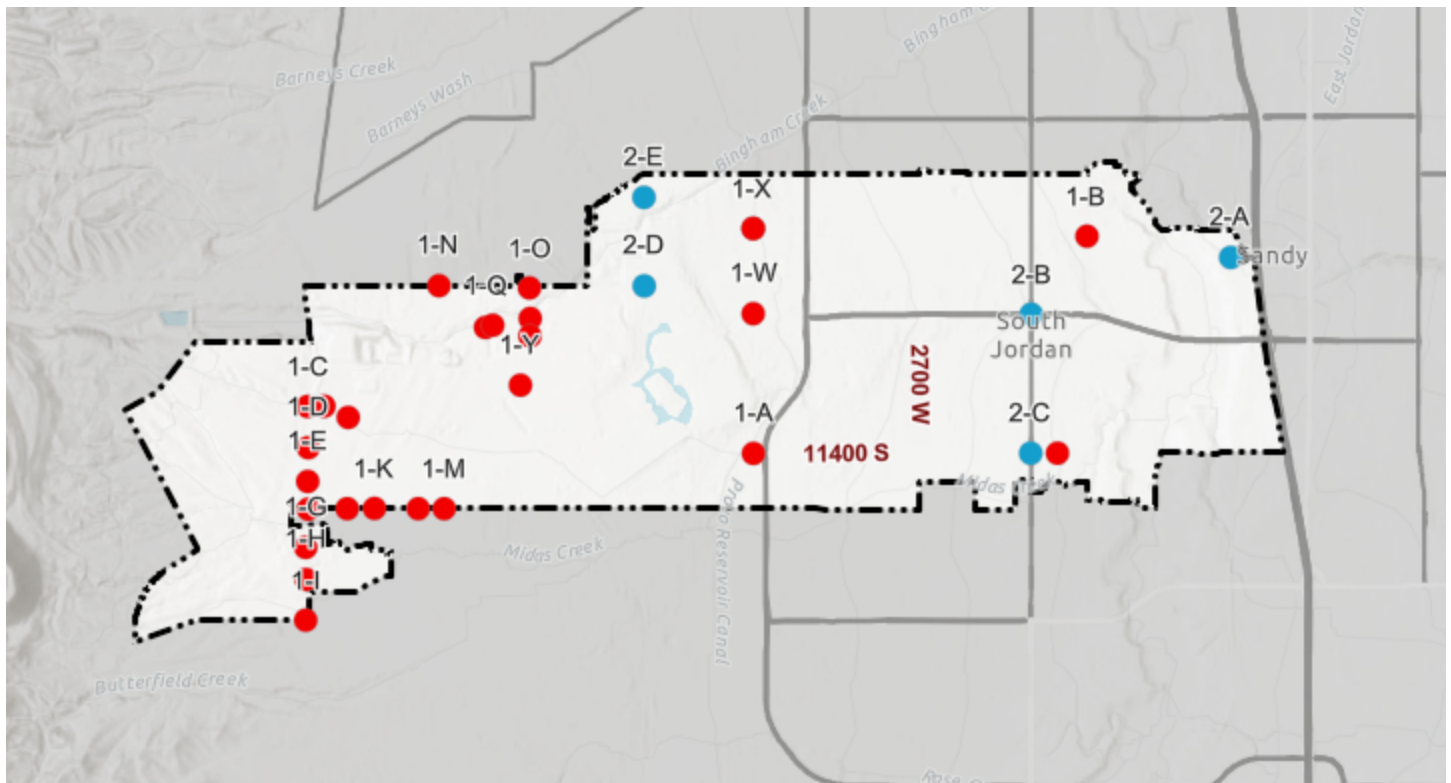 Barneys Creek
Barneys Wash
Bingham
East Jordan
Bingham Creek
2-E
1-X
1-B
2-A
Sandy
1-N
1-O
2-D
1-W
2-B
1-Q
South
Jordan
1-Y
1-C
1-D
1-E
2700 W
1-A
2-C
11400 S
1-K
1-M
Midas Creek
1-G
1-H
Midas Creek
Provo Reservoir Canal
1-I
Butterfield Creek
Rose